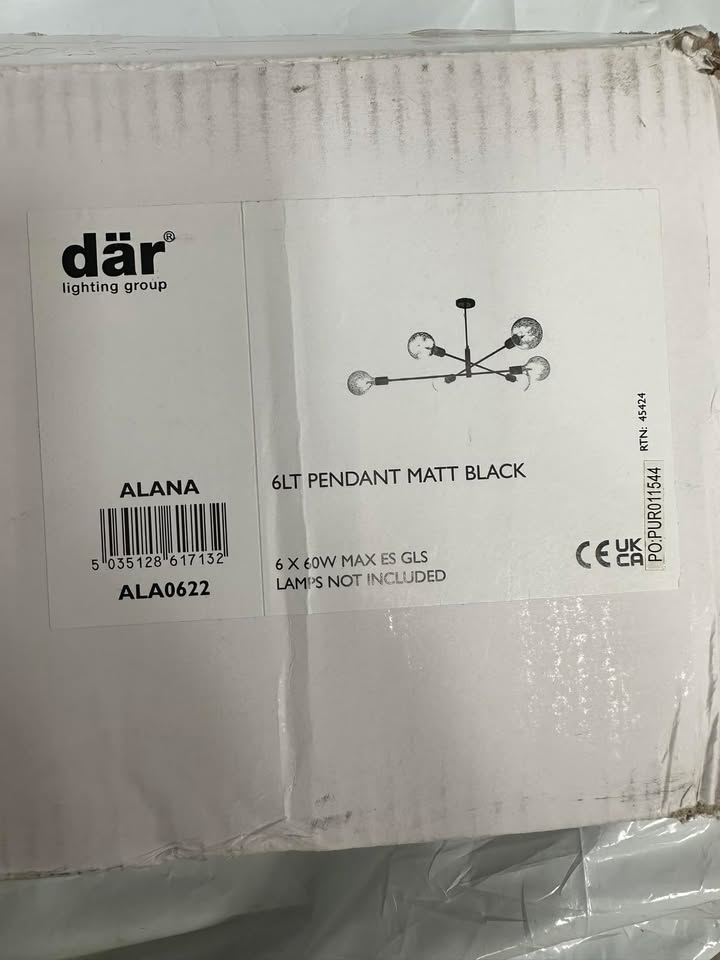 där®
lighting group
ALANA
5 035128 617132
ALA0622
6LT PENDANT MATT BLACK
6 X 60W MAX ES GLS
LAMPS NOT INCLUDED
CE UK
CA
RTN: 45424
PO:PUR011544